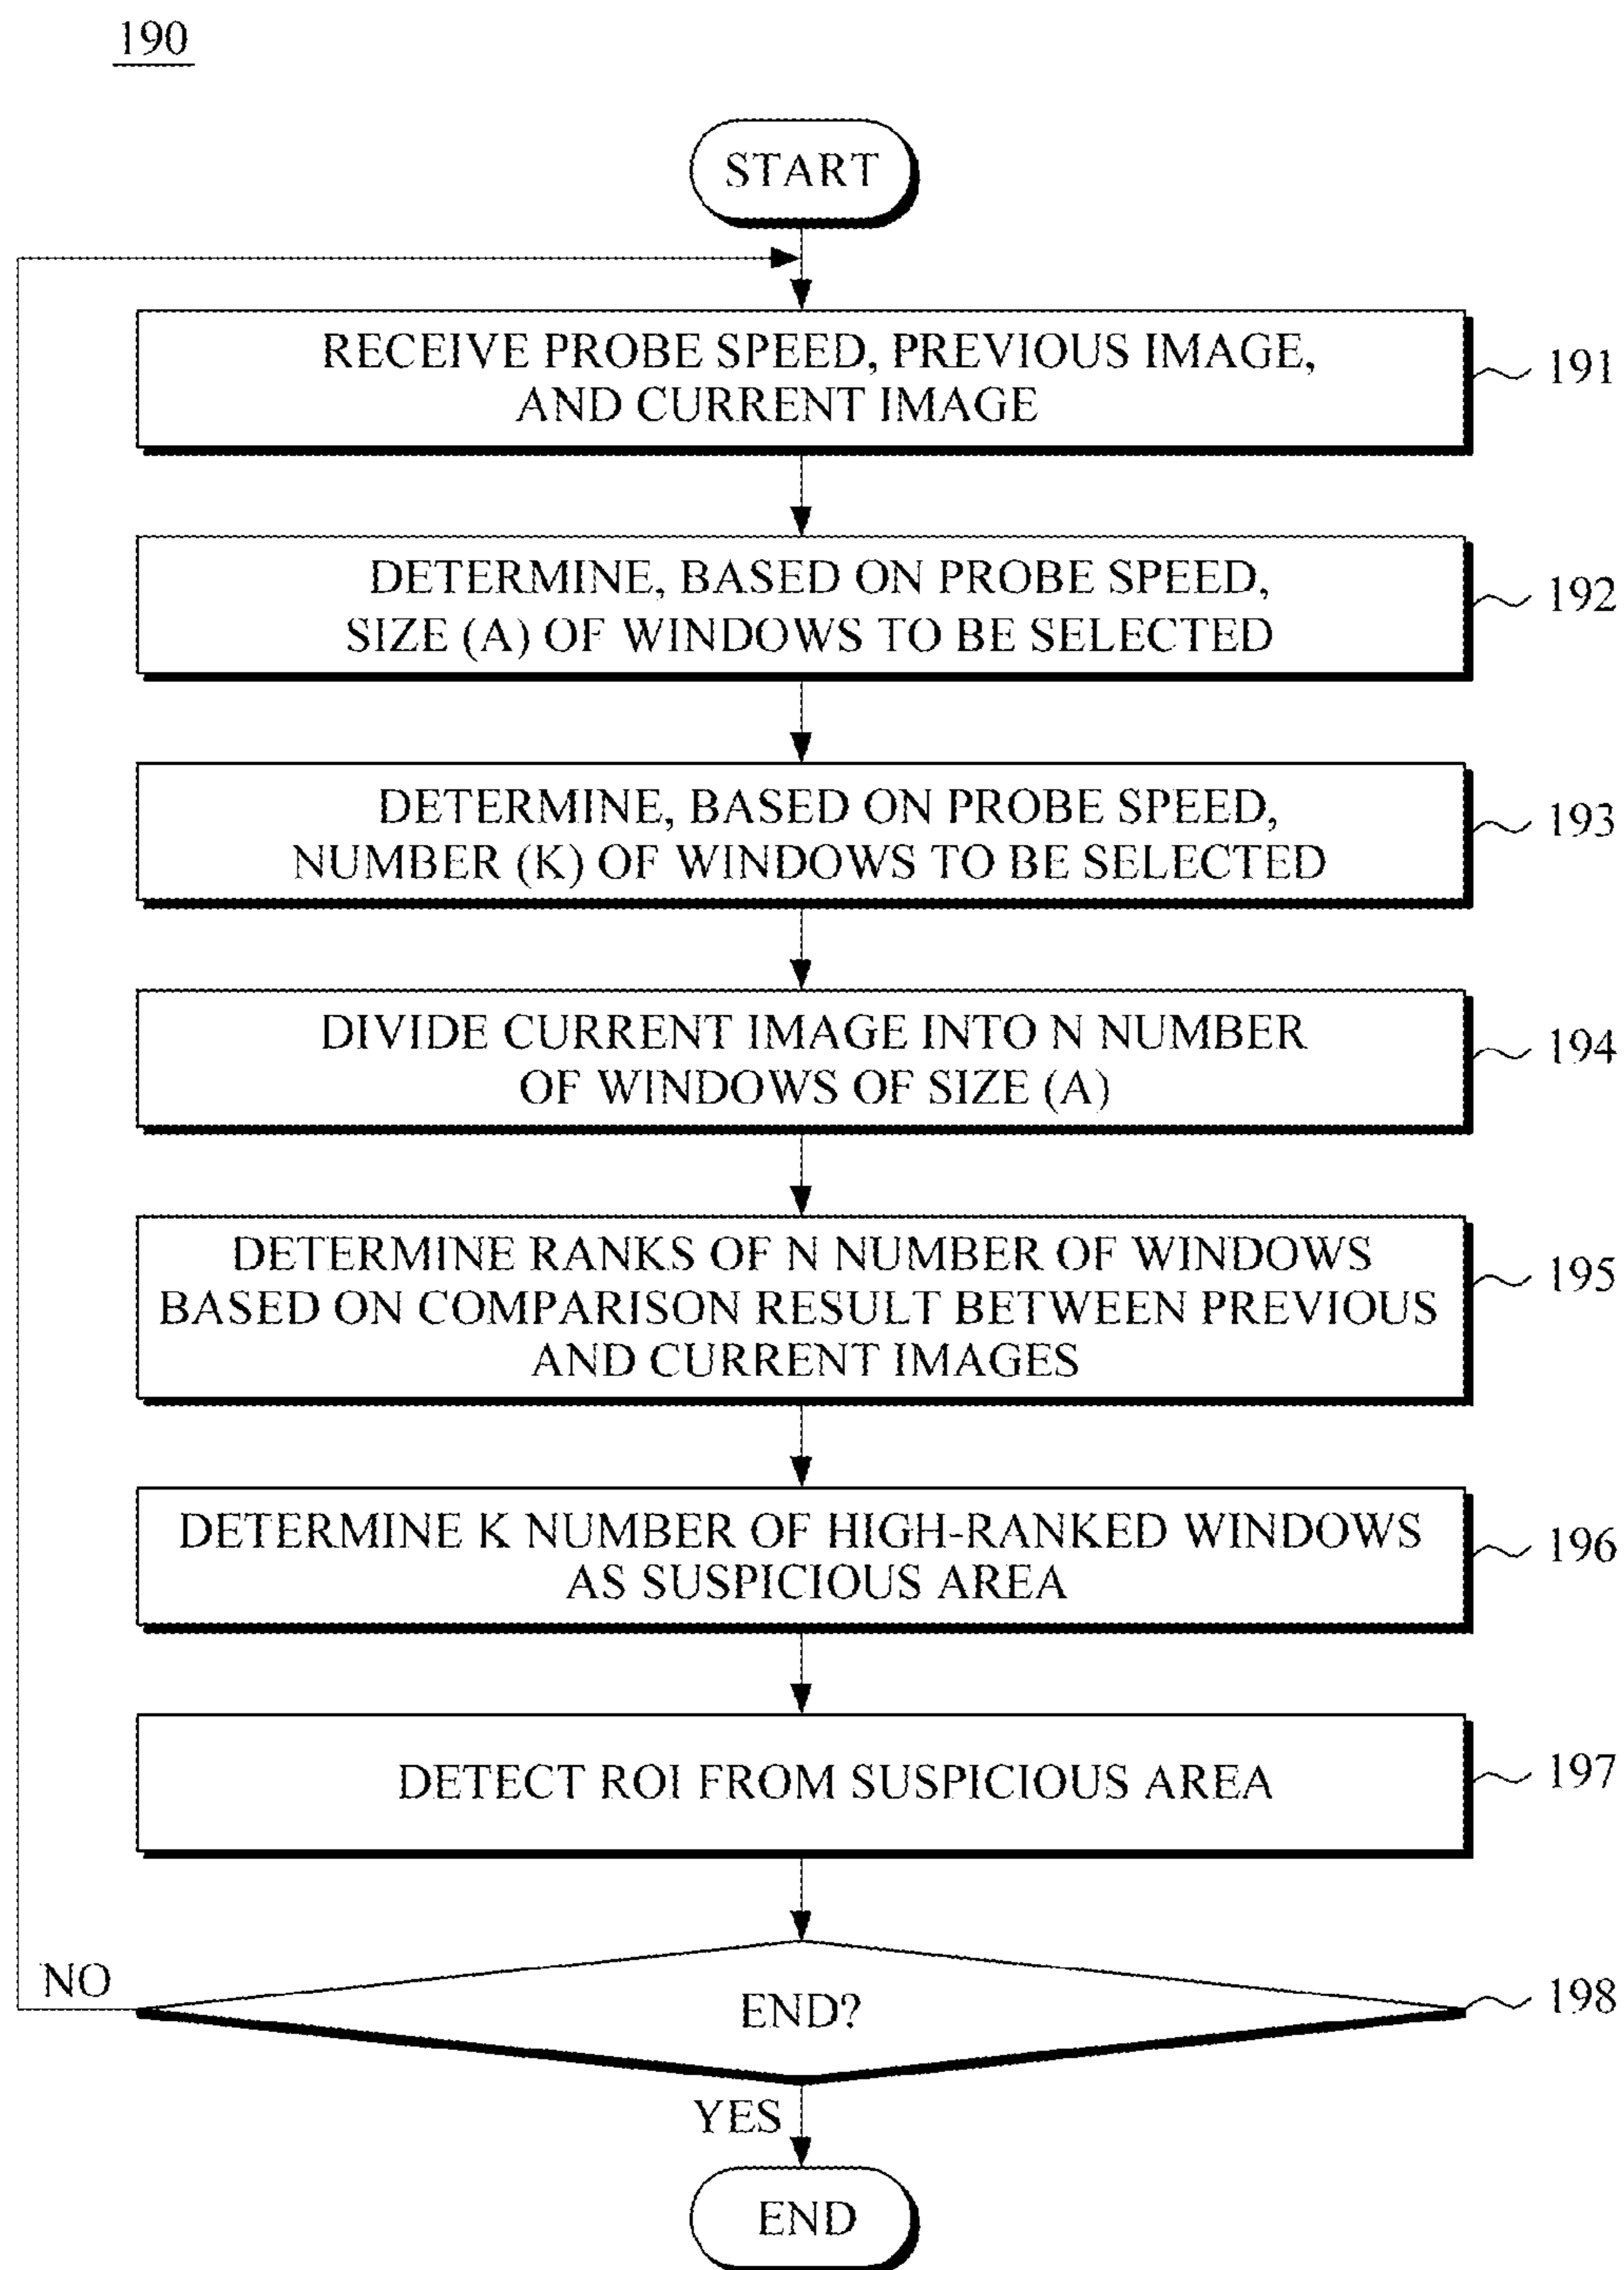 190
START
RECEIVE PROBE SPEED, PREVIOUS IMAGE,
AND CURRENT IMAGE
191
DETERMINE, BASED ON PROBE SPEED,
SIZE (A) OF WINDOWS TO BE SELECTED
192
DETERMINE, BASED ON PROBE SPEED,
NUMBER (K) OF WINDOWS TO BE SELECTED
193
DIVIDE CURRENT IMAGE INTO N NUMBER
OF WINDOWS OF SIZE (A)
194
DETERMINE RANKS OF N NUMBER OF WINDOWS
BASED ON COMPARISON RESULT BETWEEN PREVIOUS
AND CURRENT IMAGES
195
DETERMINE K NUMBER OF HIGH-RANKED WINDOWS
AS SUSPICIOUS AREA
196
DETECT ROI FROM SUSPICIOUS AREA
197
NO
END?
198
YES
END